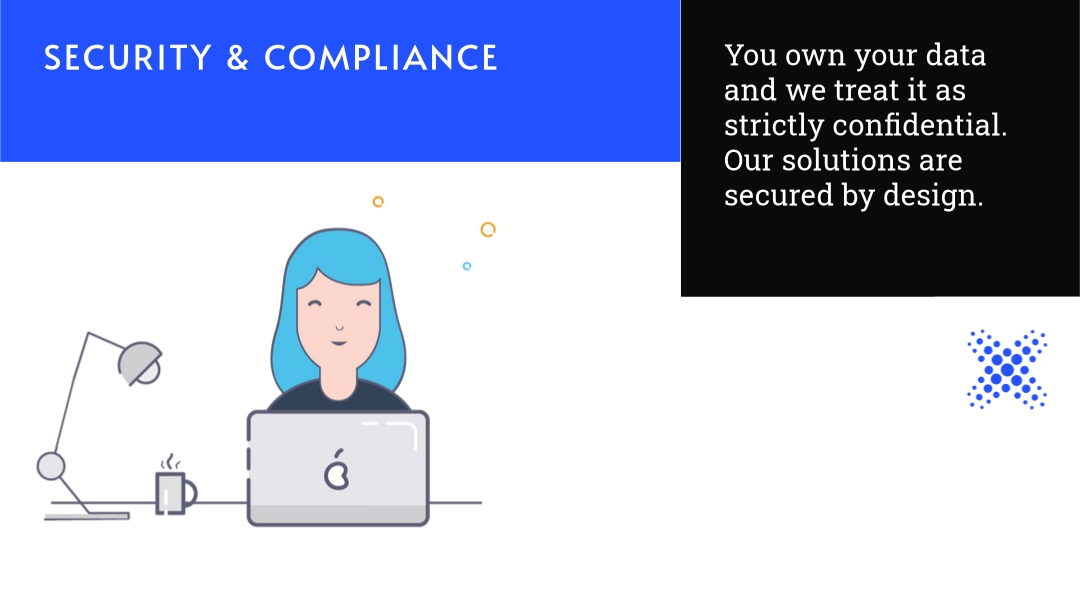 SECURITY & COMPLIANCE
You own your data
and we treat it as
strictly confidential.
Our solutions are
secured by design.